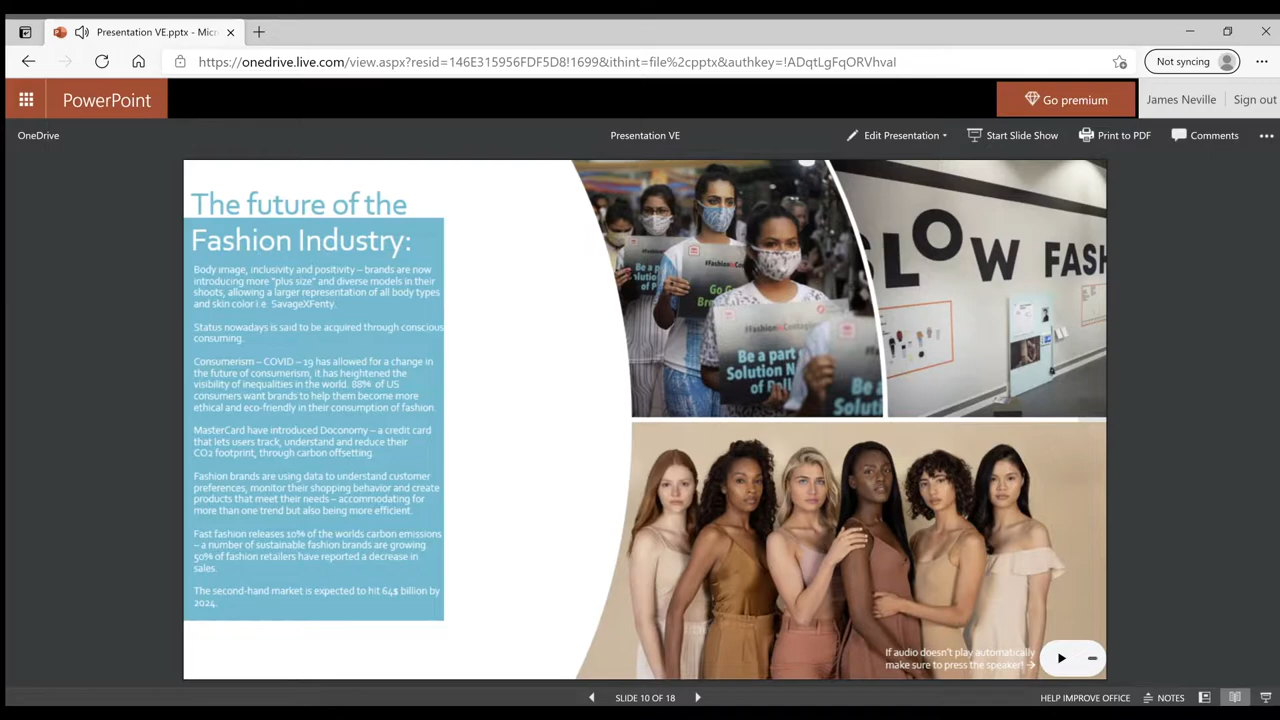 Presentation VE.pptx - Mic
https://onedrive.live.com/view.aspx?resid=146E315956FDF5D8!1699&ithint=file%2cpptx&authkey=!ADqtLgFqORVhvaI
Not syncing
PowerPoint
Go premium
James Neville
Sign out
OneDrive
Presentation VE
Edit Presentation
Start Slide Show
Print to PDF
Comments
The future of the
Fashion Industry:
Body image, inclusivity and positivity – brands are now
introducing more "plus size" and diverse models in their
shoots, allowing a larger representation of all body types
and skin color i.e SavageXFenty.
Status nowadays is said to be acquired through conscious
consuming.
Consumerism – COVID – 19 has allowed for a change in
the future of consumerism, it has heightened the
visibility of inequalities in the world. 88% of US
consumers want brands to help them become more
ethical and eco-friendly in their consumption of fashion.
MasterCard have introduced Doconomy – a credit card
that lets users track, understand and reduce their
CO2 footprint, through carbon offsetting.
Fashion brands are using data to understand customer
preferences, monitor their shopping behavior and create
products that meet their needs – accommodating for
more than one trend but also being more efficient.
Fast fashion releases 10% of the worlds carbon emissions
– a number of sustainable fashion brands are growing.
50% of fashion retailers have reported a decrease in
sales.
The second-hand market is expected to hit 64$ billion by
2024.
Be a part
Solution N
of Poll
Be a
Soluti
SLOW FASH
If audio doesn't play automatically
make sure to press the speaker! →
SLIDE 10 OF 18
HELP IMPROVE OFFICE
NOTES